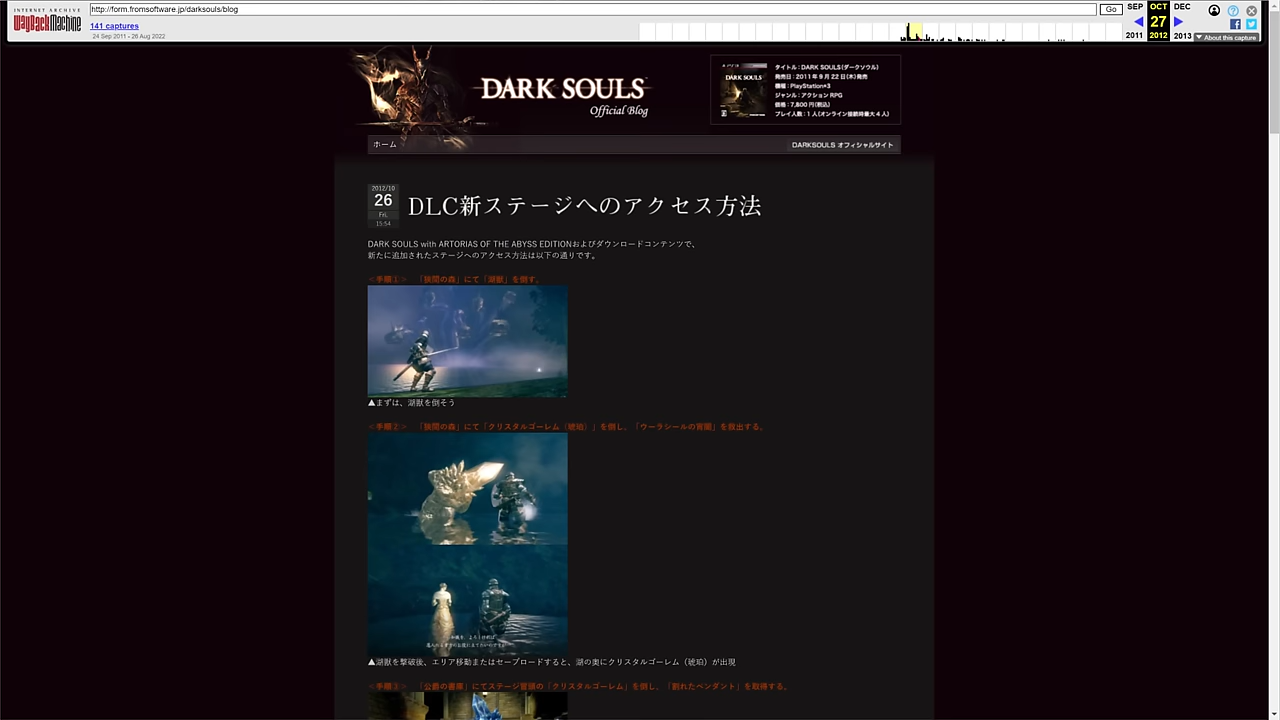 INTERNET ARCHIVE
WayBackMachine
http://form.fromsoftware.jp/darksouls/blog
Go
141 captures
24 Sep 2011 - 26 Aug 2022
SEP OCT DEC
27
2011 2012 2013
About this capture
DARK SOULS
Official Blog
DARK SOULS
タイトル：DARK SOULS（ダークソウル）
発売日：2011年9月22日（木）発売
機種：PlayStation®3
ジャンル：アクションRPG
価格：7,800円（税込）
プレイ人数：1人（オンライン接続時最大4人）
ホーム
DARKSOULS オフィシャルサイト
2012/10
26
Fri.
15:54
DLC新ステージへのアクセス方法
DARK SOULS with ARTORIAS OF THE ABYSS EDITIONおよびダウンロードコンテンツで、
新たに追加されたステージへのアクセス方法は以下の通りです。
＜手順①＞　「狭間の森」にて「湖獣」を倒す。
▲まずは、湖獣を倒そう
＜手順②＞　「狭間の森」にて「クリスタルゴーレム（琥珀）」を倒し、「ウーラシールの宵闇」を救出する。
▲湖獣を撃破後、エリア移動またはセーブロードすると、湖の奥にクリスタルゴーレム（琥珀）が出現
＜手順③＞　「公爵の書庫」にてステージ冒頭の「クリスタルゴーレム」を倒し、「割れたペンダント」を取得する。